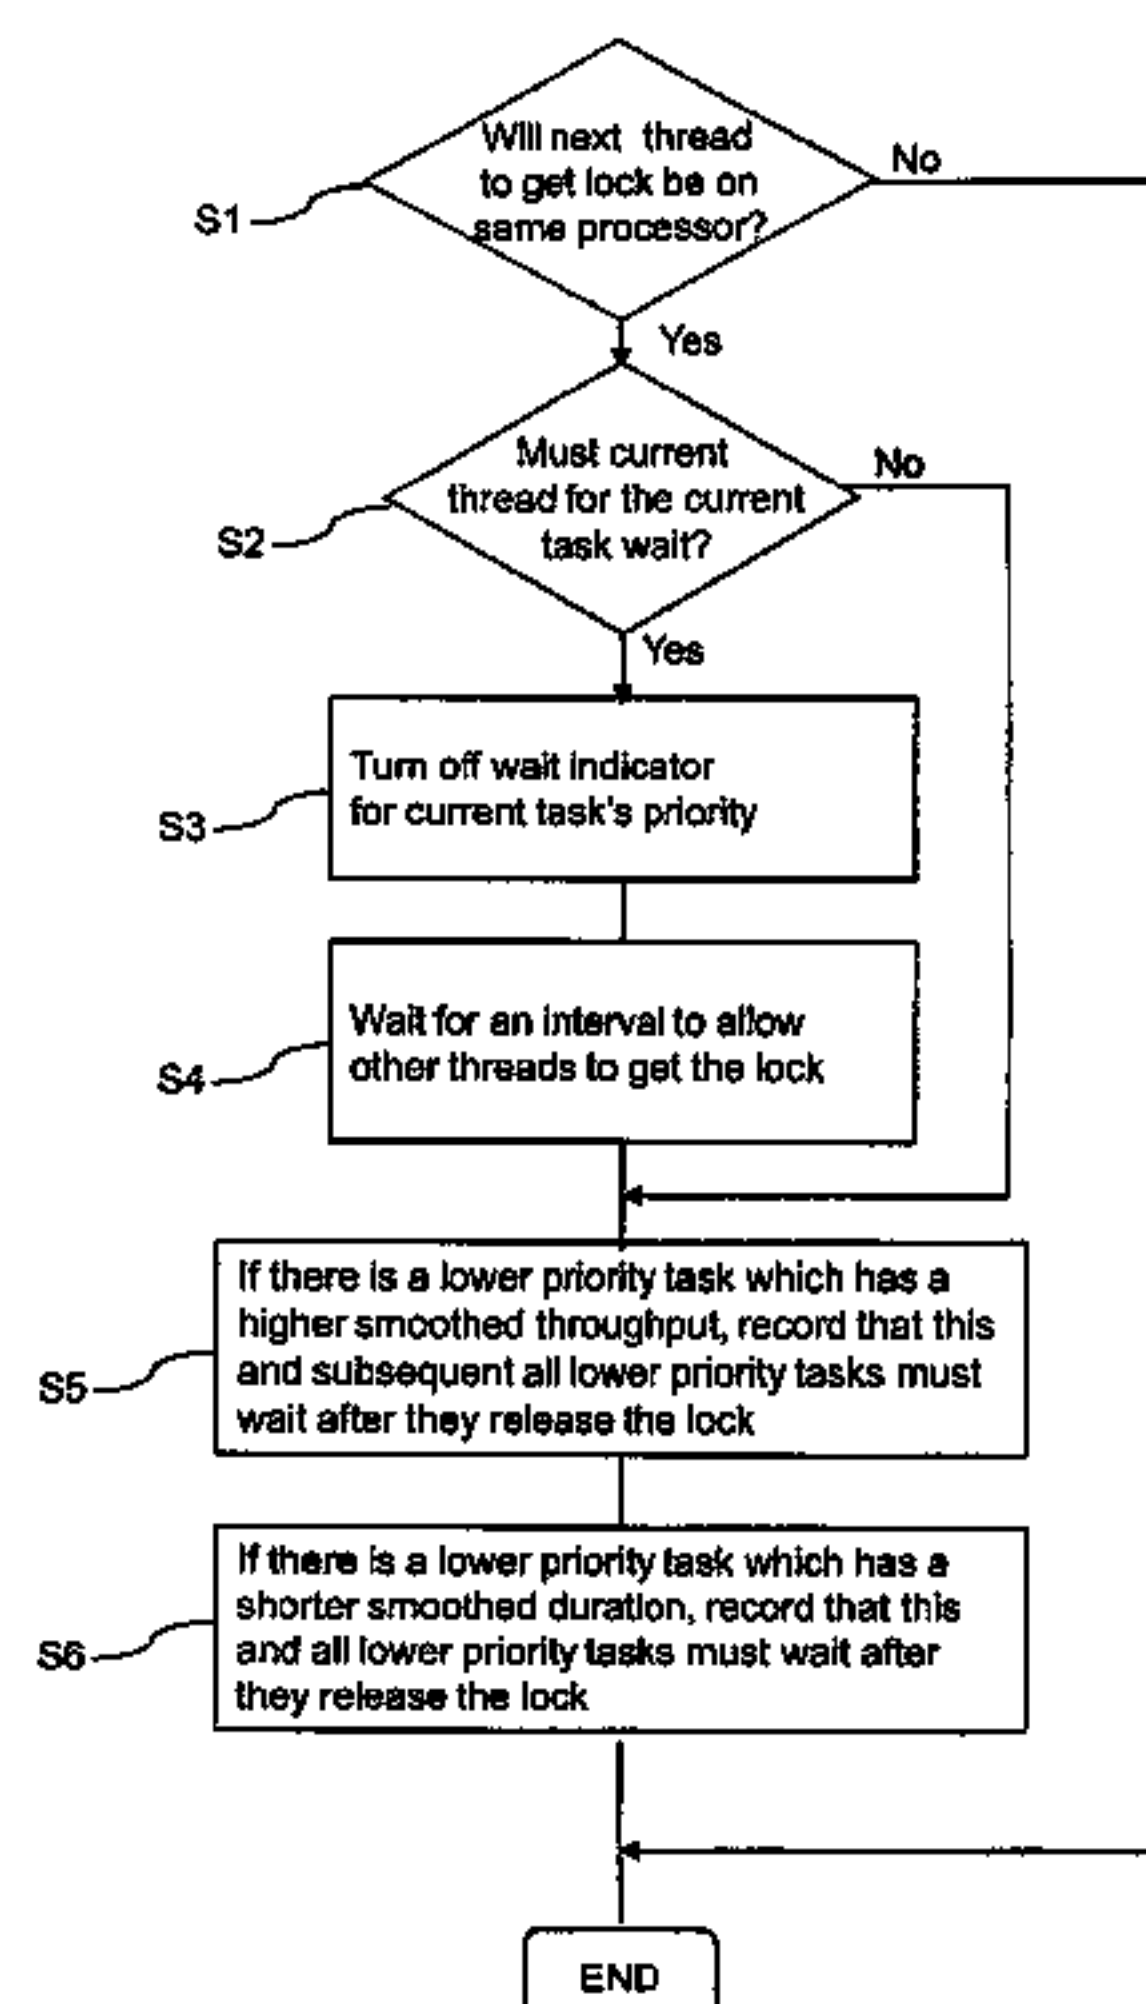 Will next thread
to get lock be on
same processor?
No
S1
Yes
Must current
thread for the current
task wait?
No
S2
Yes
Turn off wait indicator
for current task's priority
S3
Wait for an interval to allow
other threads to get the lock
S4
If there is a lower priority task which has a
higher smoothed throughput, record that this
and subsequent all lower priority tasks must
wait after they release the lock
S5
If there is a lower priority task which has a
shorter smoothed duration, record that this
and all lower priority tasks must wait after
they release the lock
S6
END